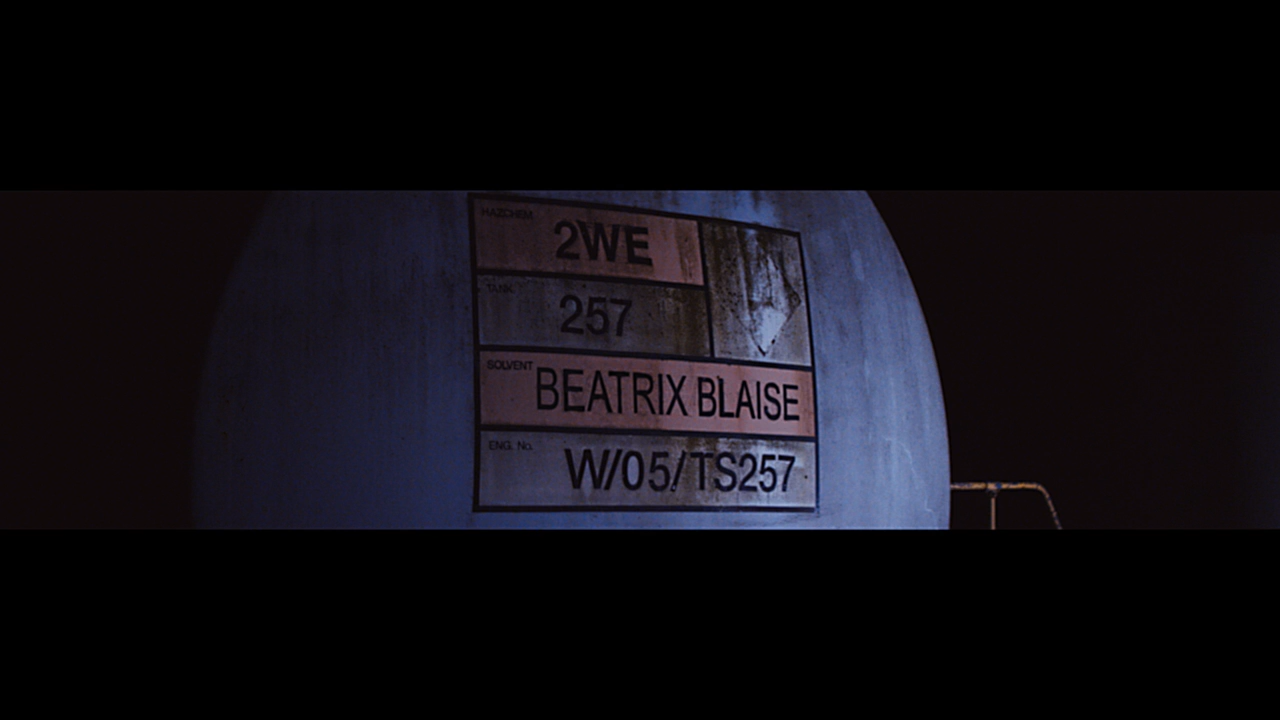 HAZCHEM
2WE
TANK
257
SOLVENT
BEATRIX BLAISE
ENG. No.
W/05/TS257